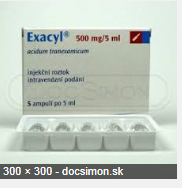 Exacyl® 500 mg/5 ml
acidum tranexamicum
injekční roztok
intravenózní podání
5 ampulí po 5 ml
300 × 300 - docsimon.sk